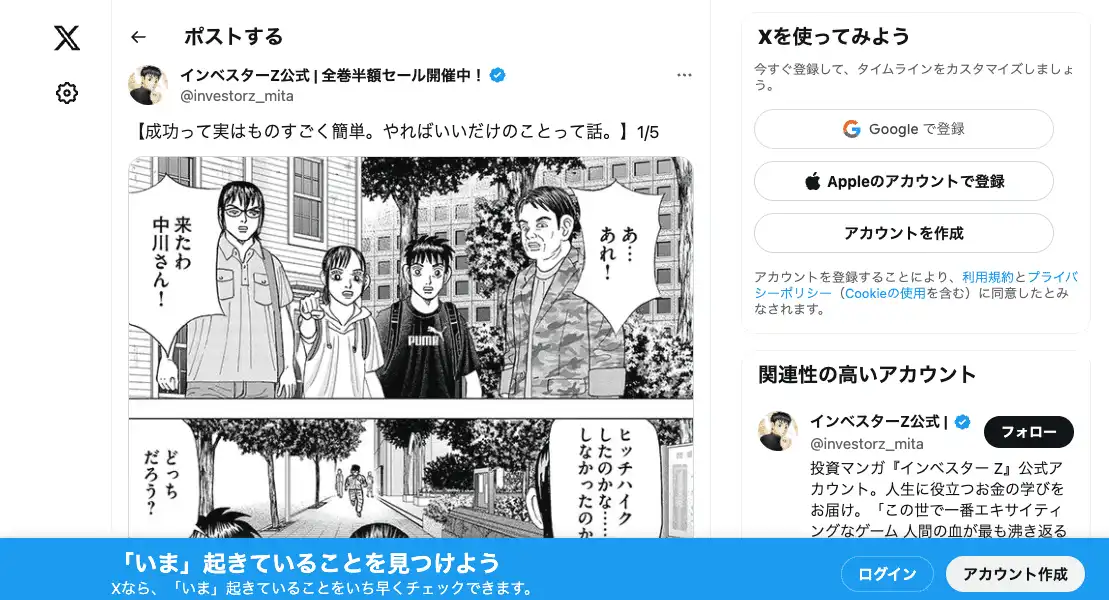 ポストする
インベスターZ公式 | 全巻半額セール開催中！
@investorz_mita
【成功って実はものすごく簡単。やればいいだけのことって話。】1/5
あ…
あれ！
来たわ
中川さん！
PUMA
ヒッチハイク
したのかな……
しなかったのか
どっち
だろう？
Xを使ってみよう
今すぐ登録して、タイムラインをカスタマイズしましょ
う。
Google で登録
Appleのアカウントで登録
アカウントを作成
アカウントを登録することにより、利用規約とプライバ
シーポリシー（Cookieの使用を含む）に同意したとみ
なされます。
関連性の高いアカウント
インベスターZ公式 |
@investorz_mita
フォロー
投資マンガ『インベスター Z』公式ア
カウント。人生に役立つお金の学びを
お届け。「この世で一番エキサイティ
ングなゲーム 人間の血が最も沸き返る
「いま」起きていることを見つけよう
Xなら、「いま」起きていることをいち早くチェックできます。
ログイン
アカウント作成